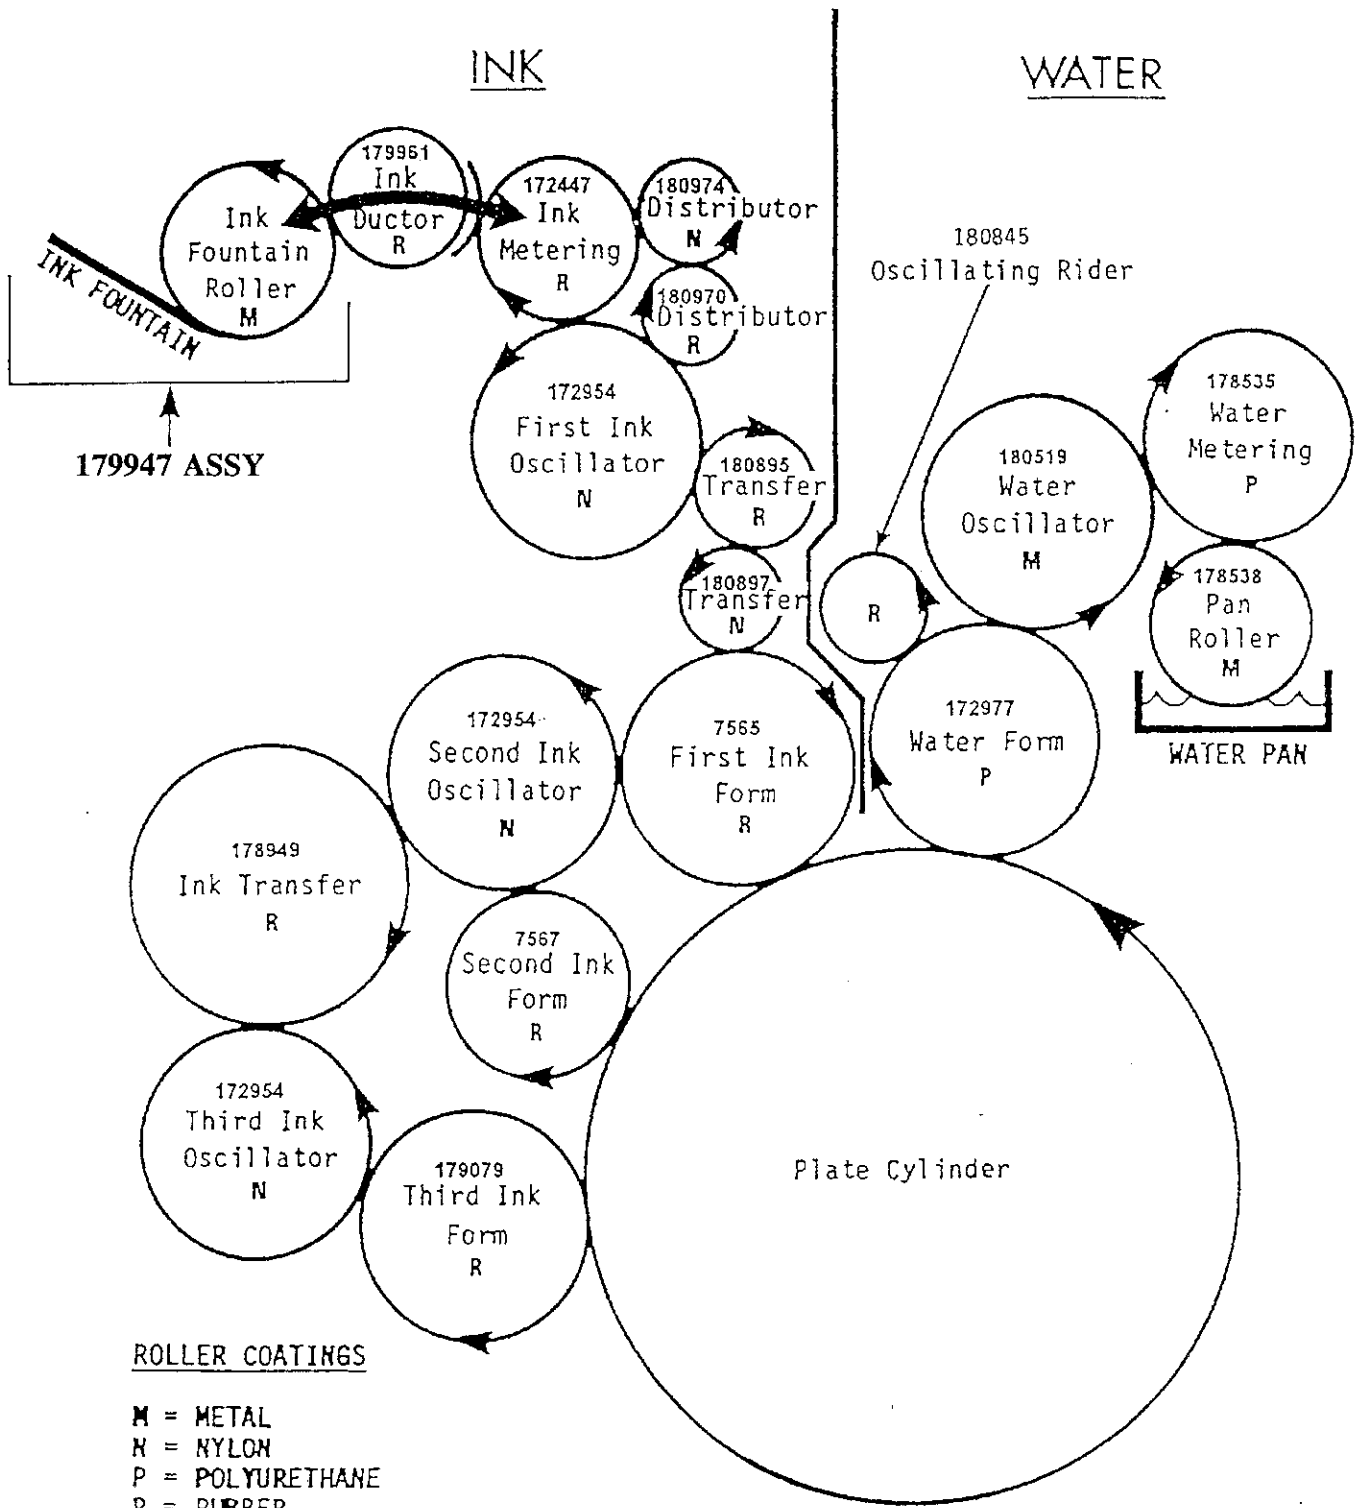 INK
WATER
179961
Ink
Ductor
R
Ink
Fountain
Roller
M
INK FOUNTAIN
179947 ASSY
172447
Ink
Metering
R
180974
Distributor
N
180970
Distributor
R
172954
First Ink
Oscillator
N
180895
Transfer
R
180897
Transfer
N
180845
Oscillating Rider
R
180519
Water
Oscillator
M
178535
Water
Metering
P
178538
Pan
Roller
M
WATER PAN
172977
Water Form
P
7565
First Ink
Form
R
172954
Second Ink
Oscillator
N
178949
Ink Transfer
R
7567
Second Ink
Form
R
172954
Third Ink
Oscillator
N
179079
Third Ink
Form
R
Plate Cylinder
ROLLER COATINGS
M = METAL
N = NYLON
P = POLYURETHANE
R = RUBBER